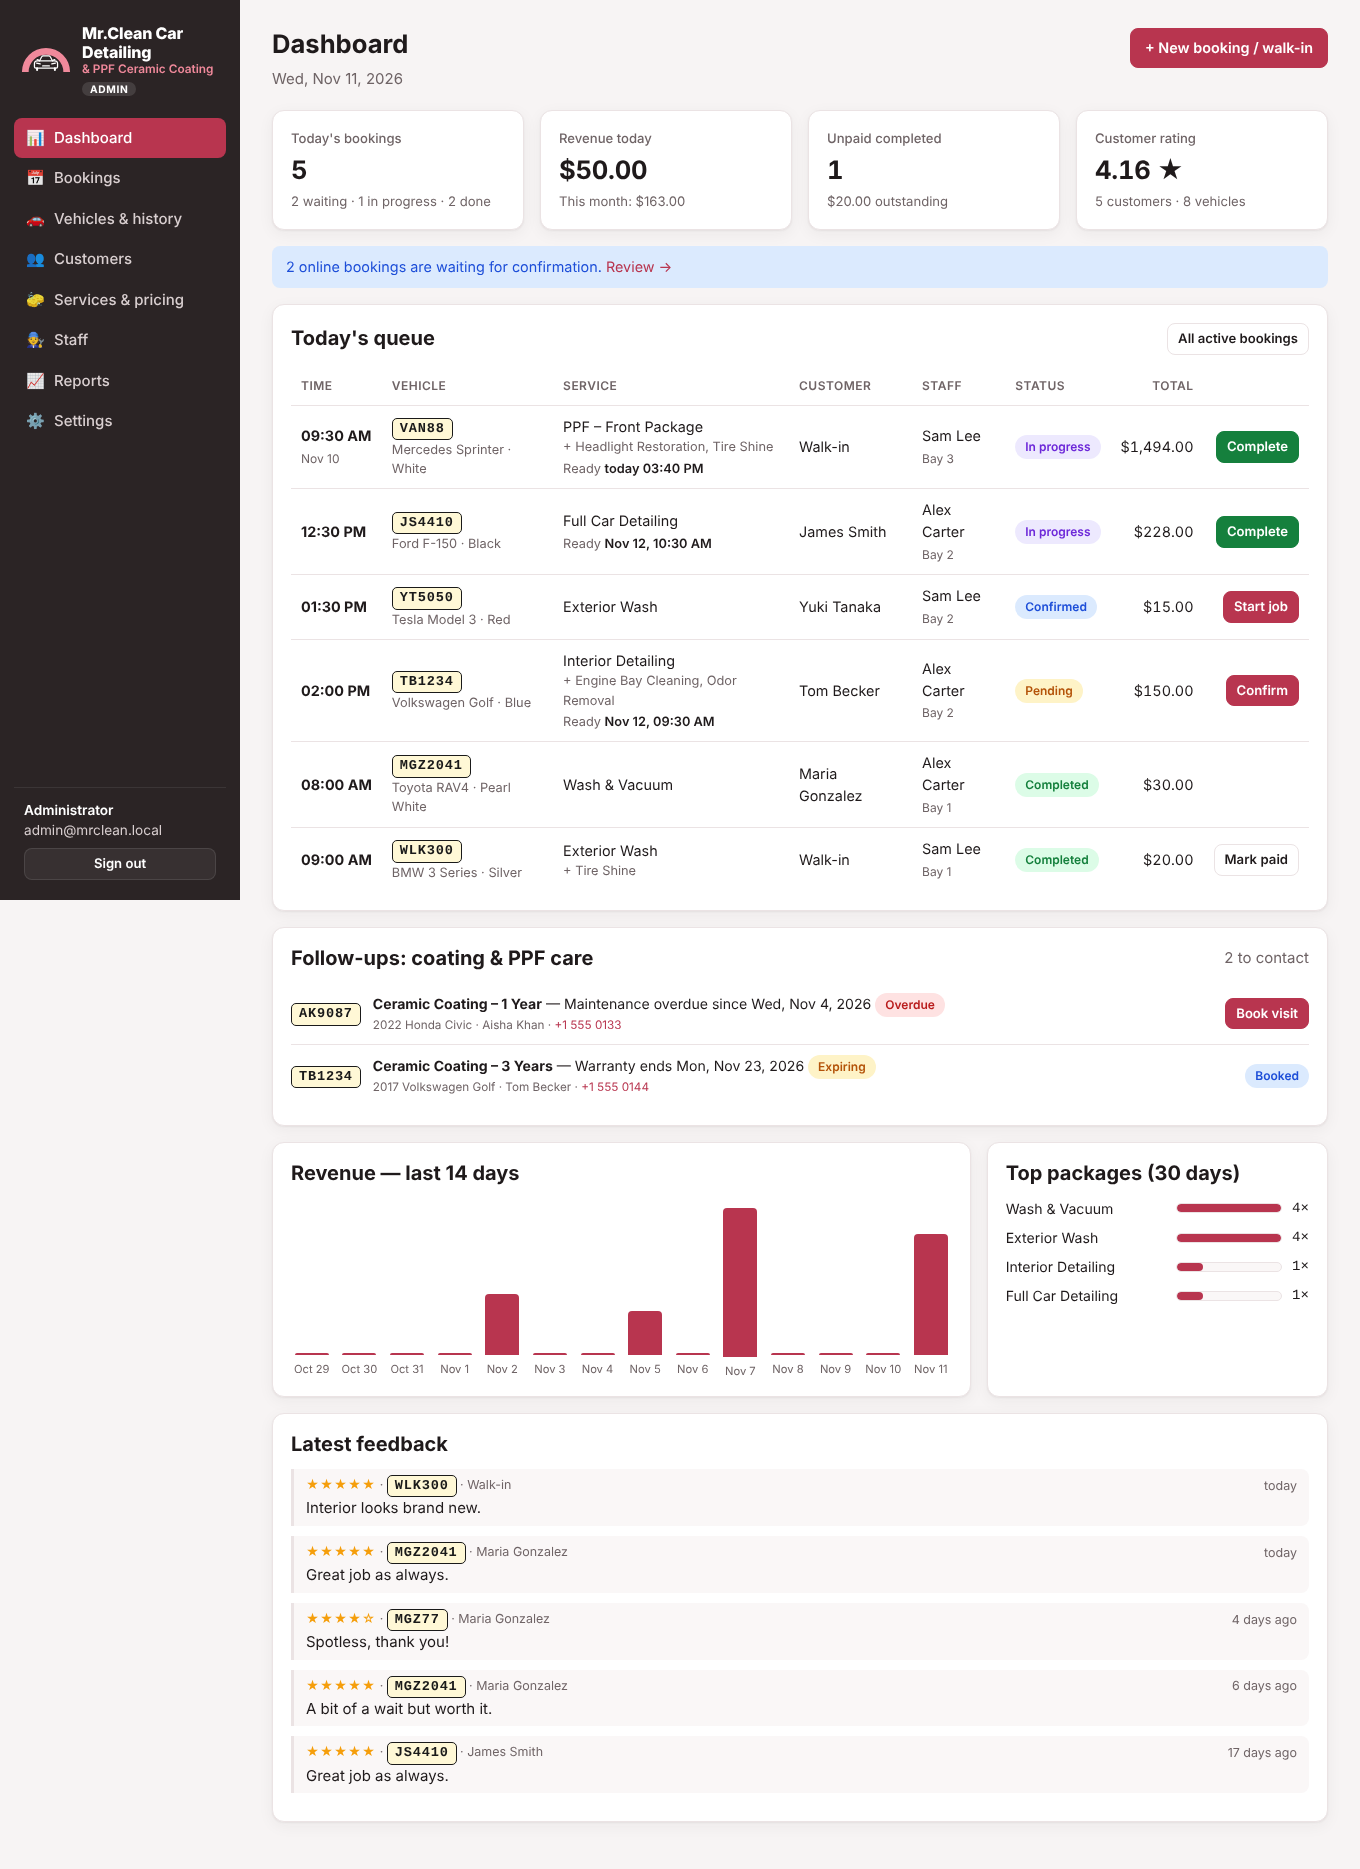 Mr.Clean Car
Detailing
& PPF Ceramic Coating
ADMIN
Dashboard
Bookings
Vehicles & history
Customers
Services & pricing
Staff
Reports
Settings
Administrator
admin@mrclean.local
Sign out
Dashboard
Wed, Nov 11, 2026
+ New booking / walk-in
Today's bookings
5
2 waiting · 1 in progress · 2 done
Revenue today
$50.00
This month: $163.00
Unpaid completed
1
$20.00 outstanding
Customer rating
4.16 ★
5 customers · 8 vehicles
2 online bookings are waiting for confirmation. Review →
Today's queue
All active bookings
TIME VEHICLE SERVICE CUSTOMER STAFF STATUS TOTAL
09:30 AM
Nov 10
VAN88
Mercedes Sprinter ·
White
PPF – Front Package
+ Headlight Restoration, Tire Shine
Ready today 03:40 PM
Walk-in
Sam Lee
Bay 3
In progress
$1,494.00
Complete
12:30 PM
JS4410
Ford F-150 · Black
Full Car Detailing
Ready Nov 12, 10:30 AM
James Smith
Alex
Carter
Bay 2
In progress
$228.00
Complete
01:30 PM
YT5050
Tesla Model 3 · Red
Exterior Wash
Yuki Tanaka
Sam Lee
Bay 2
Confirmed
$15.00
Start job
02:00 PM
TB1234
Volkswagen Golf · Blue
Interior Detailing
+ Engine Bay Cleaning, Odor
Removal
Ready Nov 12, 09:30 AM
Tom Becker
Alex
Carter
Bay 2
Pending
$150.00
Confirm
08:00 AM
MGZ2041
Toyota RAV4 · Pearl
White
Wash & Vacuum
Maria
Gonzalez
Alex
Carter
Bay 1
Completed
$30.00
09:00 AM
WLK300
BMW 3 Series · Silver
Exterior Wash
+ Tire Shine
Walk-in
Sam Lee
Bay 1
Completed
$20.00
Mark paid
Follow-ups: coating & PPF care
2 to contact
AK9087
Ceramic Coating – 1 Year — Maintenance overdue since Wed, Nov 4, 2026 Overdue
2022 Honda Civic · Aisha Khan · +1 555 0133
Book visit
TB1234
Ceramic Coating – 3 Years — Warranty ends Mon, Nov 23, 2026 Expiring
2017 Volkswagen Golf · Tom Becker · +1 555 0144
Booked
Revenue — last 14 days
Oct 29 Oct 30 Oct 31 Nov 1 Nov 2 Nov 3 Nov 4 Nov 5 Nov 6 Nov 7 Nov 8 Nov 9 Nov 10 Nov 11
Top packages (30 days)
Wash & Vacuum 4×
Exterior Wash 4×
Interior Detailing 1×
Full Car Detailing 1×
Latest feedback
★★★★★ · WLK300 · Walk-in today
Interior looks brand new.
★★★★★ · MGZ2041 · Maria Gonzalez today
Great job as always.
★★★★☆ · MGZ77 · Maria Gonzalez 4 days ago
Spotless, thank you!
★★★★★ · MGZ2041 · Maria Gonzalez 6 days ago
A bit of a wait but worth it.
★★★★★ · JS4410 · James Smith 17 days ago
Great job as always.